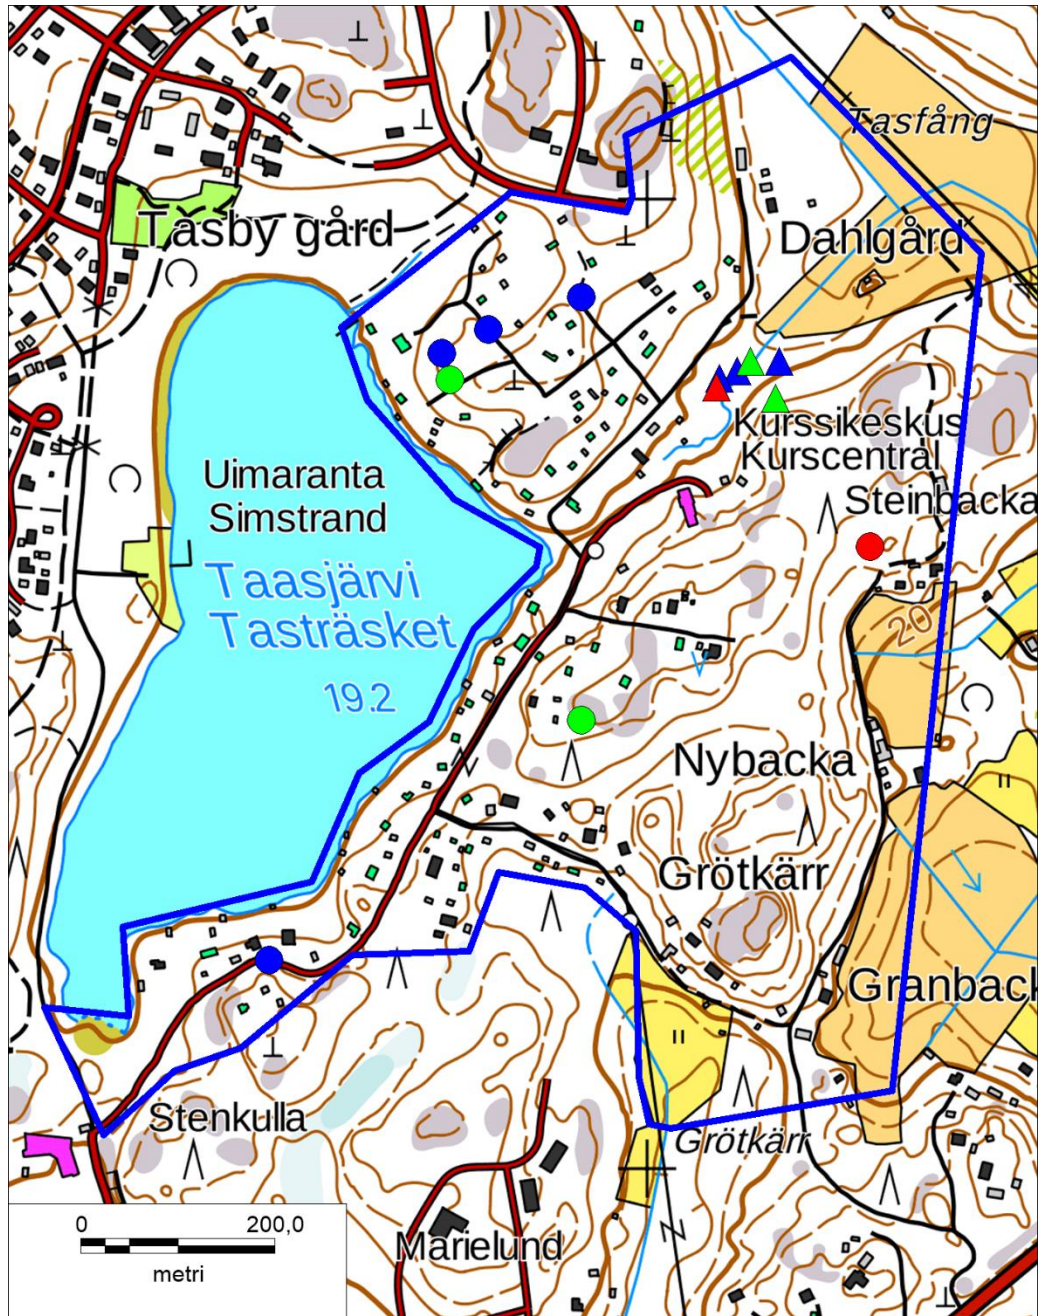 Tasfång
Tasby gård
Dahlgård
Kurssikeskus
Kurscentral
Uimaranta
Simstrand
Steinbacka
Taasjärvi
Tasträsket
20
19.2
Nybacka
Grötkärr
Granback
Stenkulla
Grötkärr
Marielund
0 200,0
metri